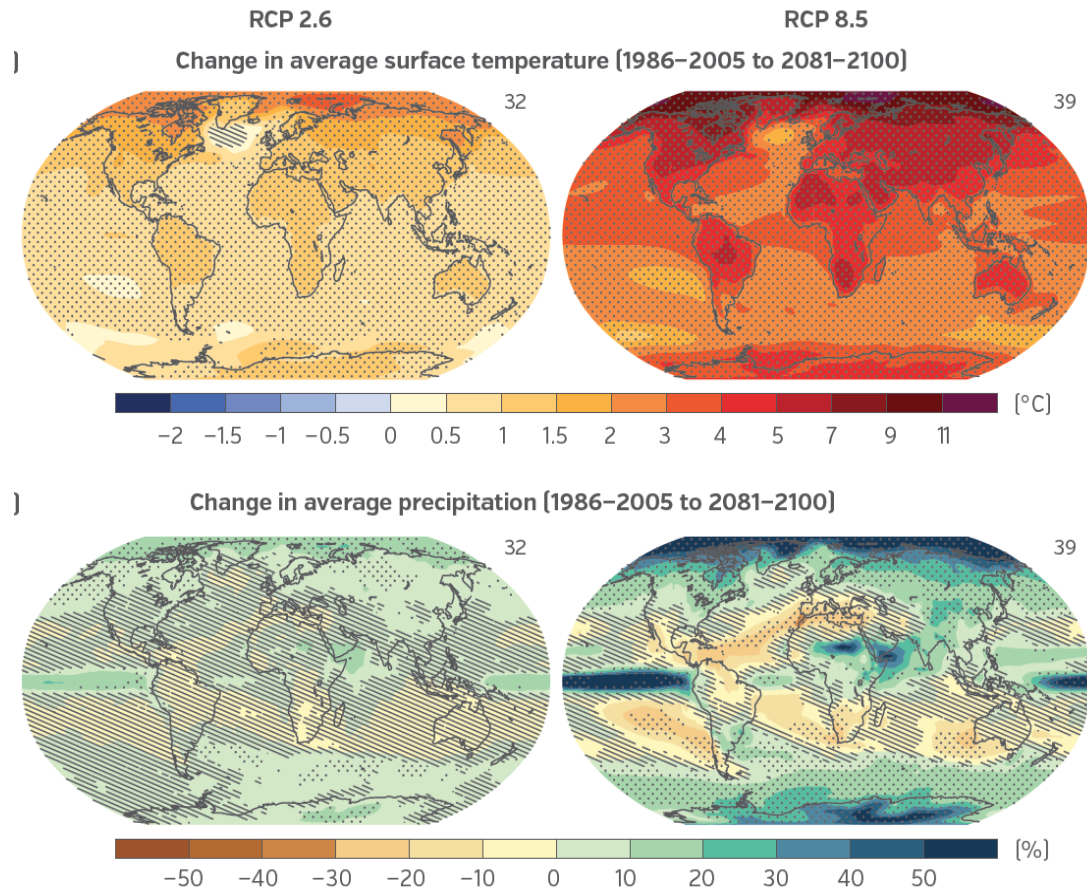 RCP 2.6 RCP 8.5
) Change in average surface temperature (1986–2005 to 2081–2100)
32 39
−2 −1.5 −1 −0.5 0 0.5 1 1.5 2 3 4 5 7 9 11 (°C)
) Change in average precipitation (1986–2005 to 2081–2100)
32 39
−50 −40 −30 −20 −10 0 10 20 30 40 50 (%)